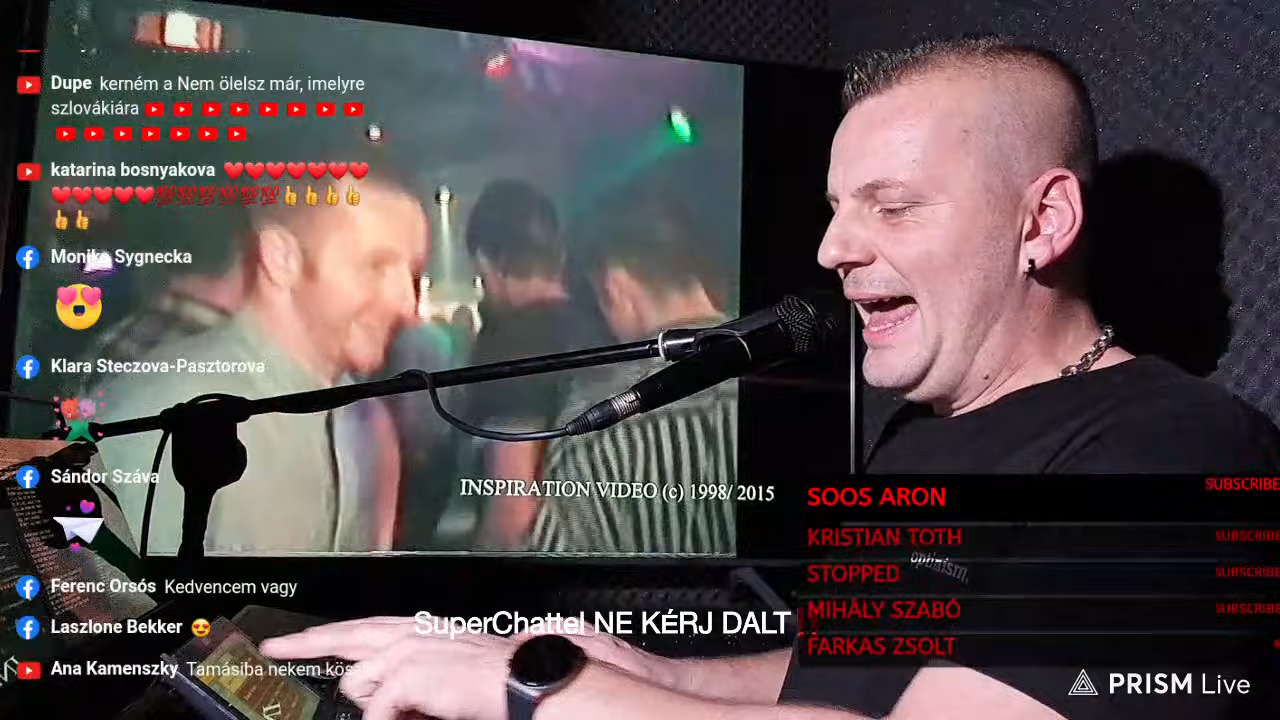 Dupe kerném a Nem ölelsz már, imelyre
szlovákiára
katarina bosnyakova
Monika Sygnecka
Klara Steczova-Pasztorova
Sándor Száva
Ferenc Orsós Kedvencem vagy
Laszlone Bekker
Ana Kamenszky Tamásiba nekem
INSPIRATION VIDEO (c) 1998/ 2015
SuperChattel NE KÉRJ DALT
SOOS ARON SUBSCRIBE
KRISTIAN TOTH SUBSCRIBE
optimism,
STOPPED SUBSCRIBE
MIHÁLY SZABÓ SUBSCRIBE
FARKAS ZSOLT
PRISM Live